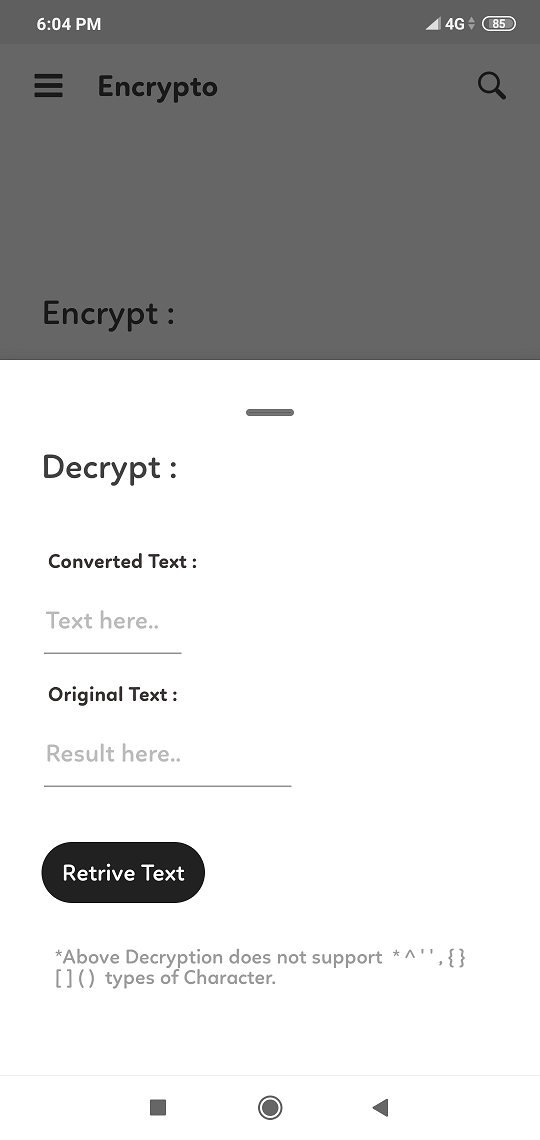 6:04 PM 4G 85
Encrypto
Encrypt :
Decrypt :
Converted Text :
Text here..
Original Text :
Result here..
Retrive Text
*Above Decryption does not support * ^ ' ' , { }
[ ] ( ) types of Character.